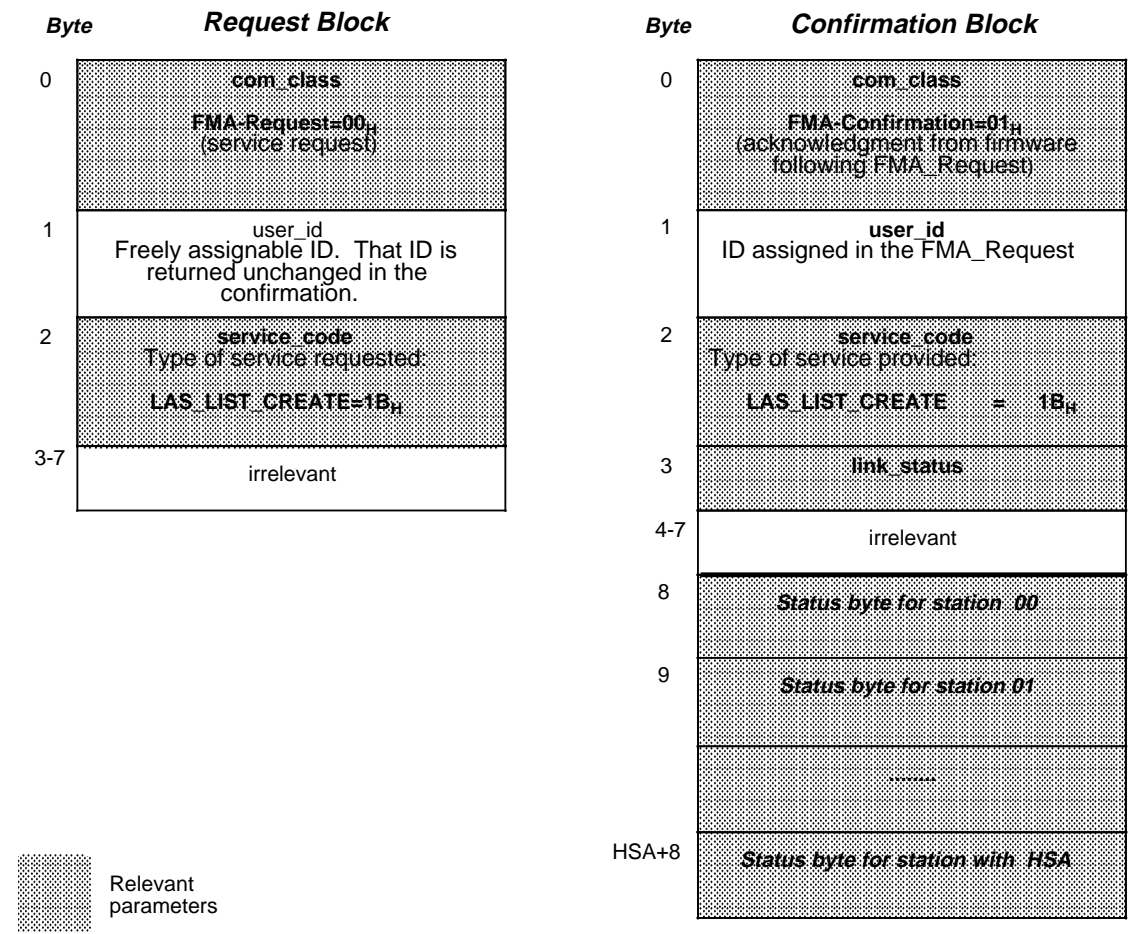 Byte Request Block
0
com_class
FMA-Request=00H
(service request)
1
user_id
Freely assignable ID. That ID is
returned unchanged in the
confirmation.
2
service_code
Type of service requested:
LAS_LIST_CREATE=1BH
3-7
irrelevant
Byte Confirmation Block
0
com_class
FMA-Confirmation=01H
(acknowledgment from firmware
following FMA_Request)
1
user_id
ID assigned in the FMA_Request
2
service_code
Type of service provided:
LAS_LIST_CREATE = 1BH
3
link_status
4-7
irrelevant
8
Status byte for station 00
9
Status byte for station 01
........
HSA+8
Status byte for station with HSA
Relevant
parameters